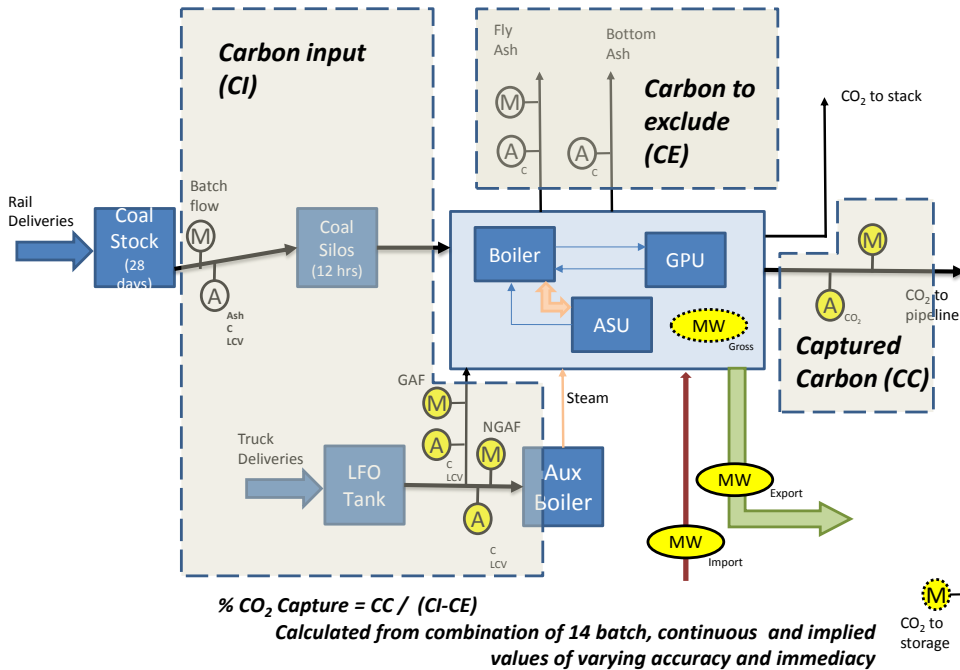 Fly
Ash
Bottom
Ash
Carbon input
(CI)
M
A
C
A
C
Carbon to
exclude
(CE)
CO₂ to stack
Rail
Deliveries
Coal
Stock
(28
days)
Batch
flow
M
A
Ash
C
LCV
Coal
Silos
(12 hrs)
Boiler
GPU
ASU
MW
Gross
M
A
CO₂
CO₂ to
pipeline
Captured
Carbon (CC)
GAF
M
A
C
LCV
Steam
NGAF
M
A
C
LCV
Truck
Deliveries
LFO
Tank
Aux
Boiler
MW
Export
MW
Import
M
CO₂ to
storage
% CO₂ Capture = CC / (CI-CE)
Calculated from combination of 14 batch, continuous and implied
values of varying accuracy and immediacy